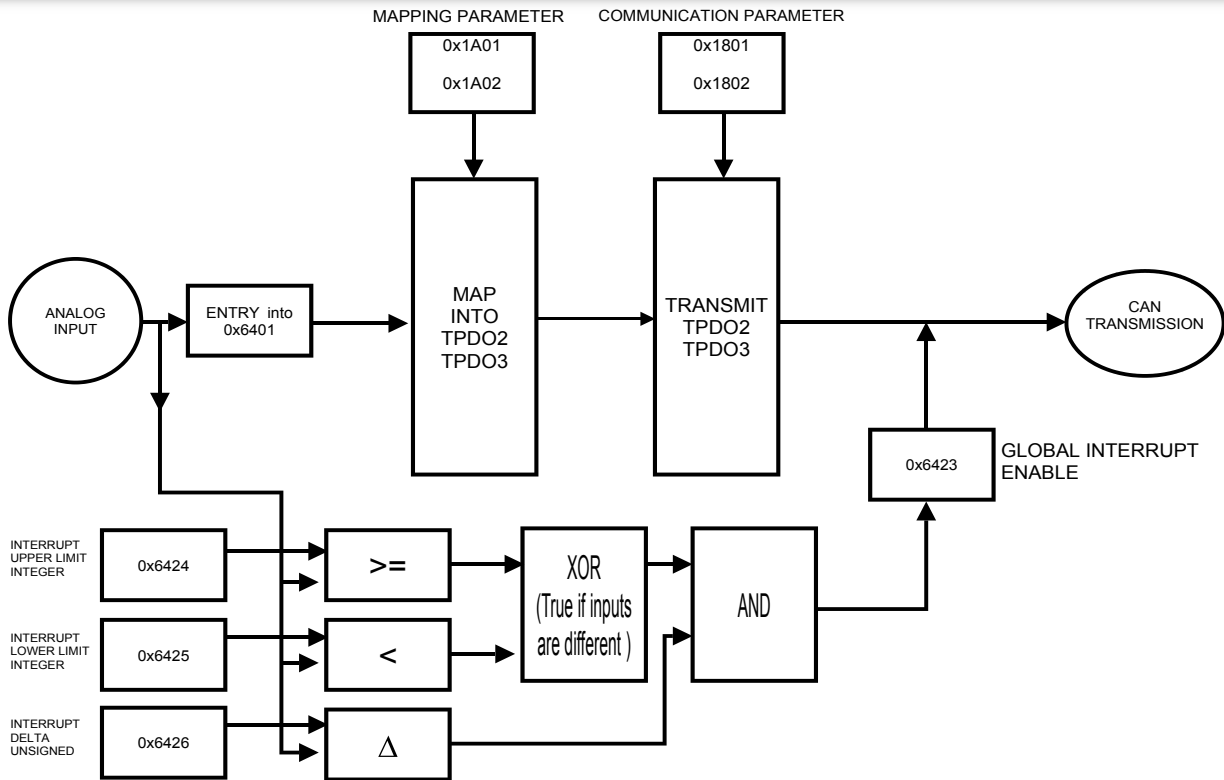 MAPPING PARAMETER
0x1A01
0x1A02
COMMUNICATION PARAMETER
0x1801
0x1802
ANALOG
INPUT
ENTRY into
0x6401
MAP
INTO
TPDO2
TPDO3
TRANSMIT
TPDO2
TPDO3
CAN
TRANSMISSION
0x6423
GLOBAL INTERRUPT
ENABLE
INTERRUPT
UPPER LIMIT
INTEGER
0x6424
>=
XOR
(True if inputs
are different )
AND
INTERRUPT
LOWER LIMIT
INTEGER
0x6425
<
INTERRUPT
DELTA
UNSIGNED
0x6426
Δ